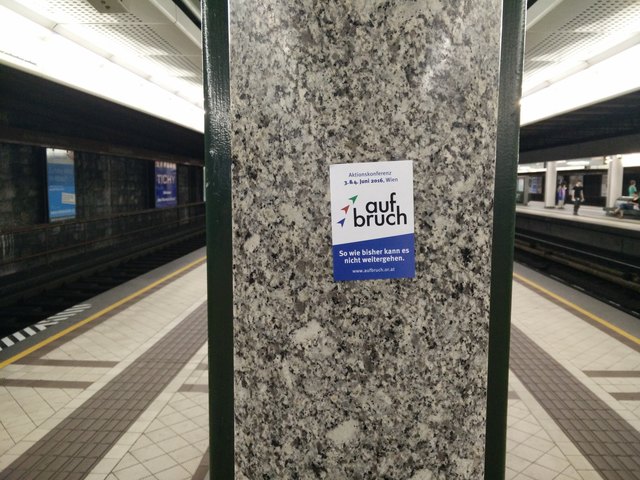 Aktionskonferenz
3.&4. Juni 2016, Wien
auf
bruch
So wie bisher kann es
nicht weitergehen.
www.aufbruch.or.at
TICHY